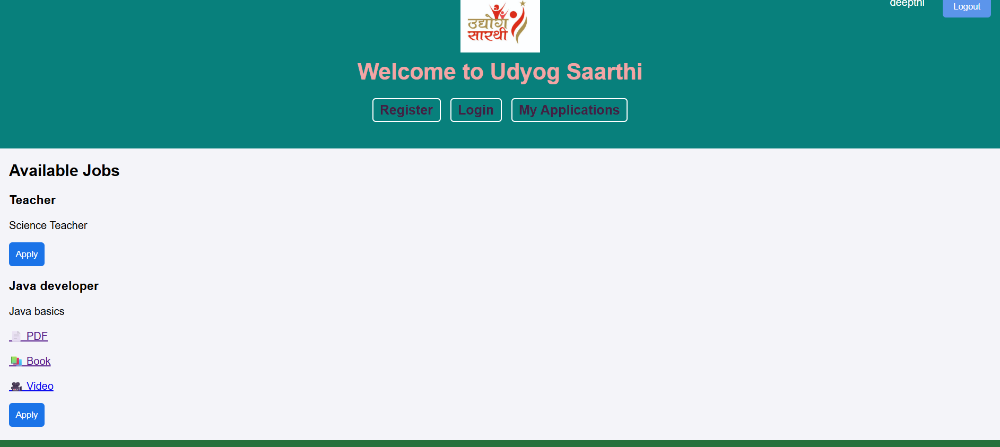 deepthi
Logout
उद्योग
सारथी
Welcome to Udyog Saarthi
Register Login My Applications
Available Jobs
Teacher
Science Teacher
Apply
Java developer
Java basics
PDF
Book
Video
Apply